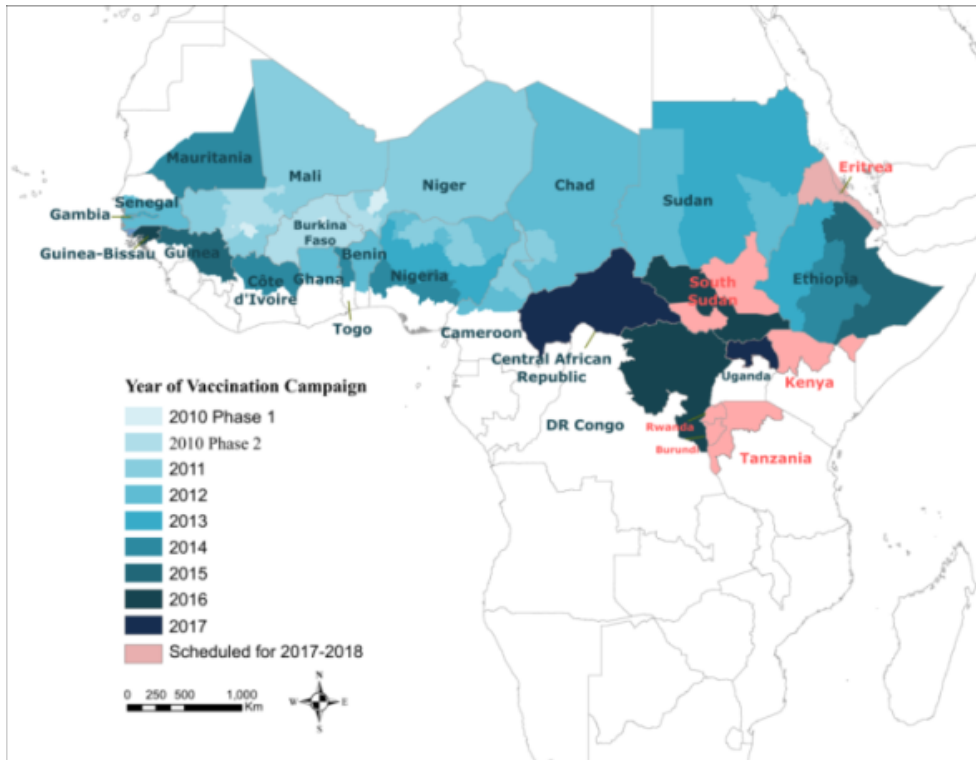 Mauritania
Mali
Niger
Chad
Sudan
Eritrea
Senegal
Gambia
Burkina
Faso
Guinea-Bissau
Guinea
Benin
Nigeria
Ethiopia
Côte
d'Ivoire
Ghana
South
Sudan
Togo
Cameroon
Central African
Republic
Uganda
Kenya
DR Congo
Rwanda
Burundi
Tanzania
Year of Vaccination Campaign
2010 Phase 1
2010 Phase 2
2011
2012
2013
2014
2015
2016
2017
Scheduled for 2017-2018
0 250 500 1,000
Km
N
W E
S